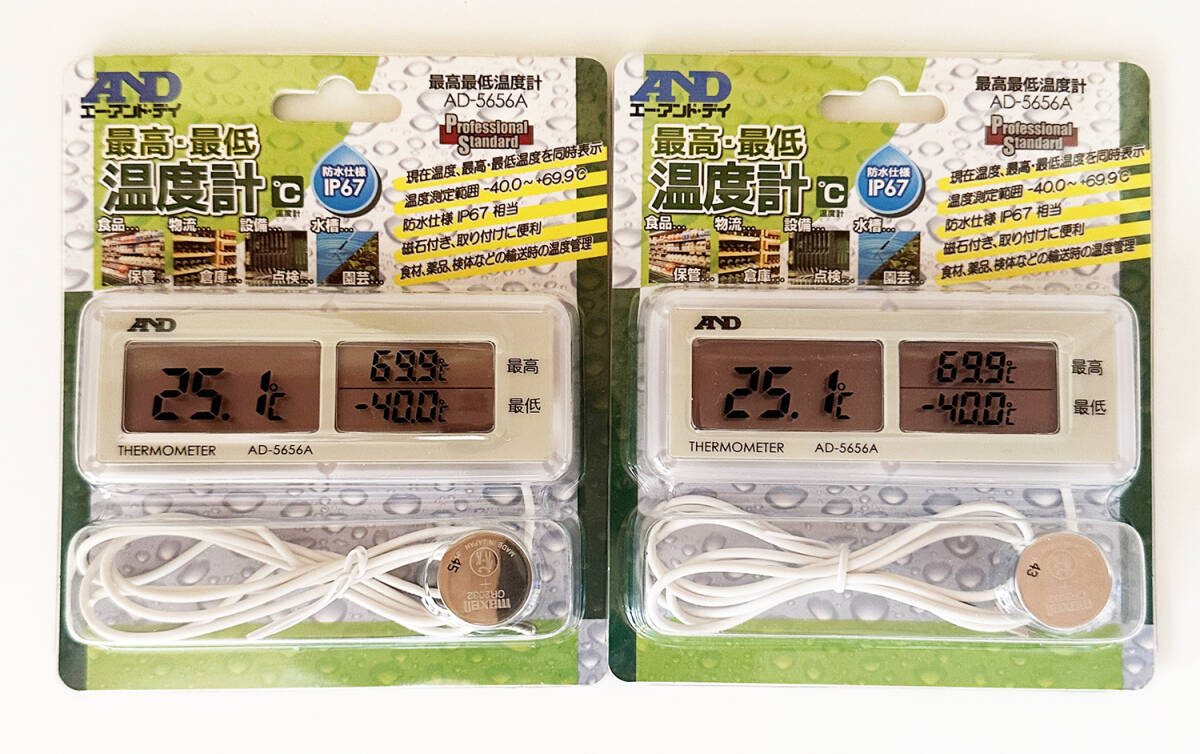 AND
エーアンド・デイ
最高最低温度計
AD-5656A
Professional
Standard
最高・最低
温度計 ℃
温度計
防水仕様
IP67
現在温度、最高・最低温度を同時表示
温度測定範囲 -40.0～+69.9℃
防水仕様 IP67 相当
磁石付き、取り付けに便利
食材、薬品、検体などの輸送時の温度管理
食品… 物流… 設備… 水槽…
保管… 倉庫… 点検… 園芸…
AND
25.1℃
69.9℃
最高
-40.0℃
最低
THERMOMETER AD-5656A
45
MADE IN JAPAN
+
CR2032
maxell
AND
エーアンド・デイ
最高最低温度計
AD-5656A
Professional
Standard
最高・最低
温度計 ℃
温度計
防水仕様
IP67
現在温度、最高・最低温度を同時表示
温度測定範囲 -40.0～+69.9℃
防水仕様 IP67 相当
磁石付き、取り付けに便利
食材、薬品、検体などの輸送時の温度管理
食品… 物流… 設備… 水槽…
保管… 倉庫… 点検… 園芸…
AND
25.1℃
69.9℃
最高
-40.0℃
最低
THERMOMETER AD-5656A
43
CR2032
maxell